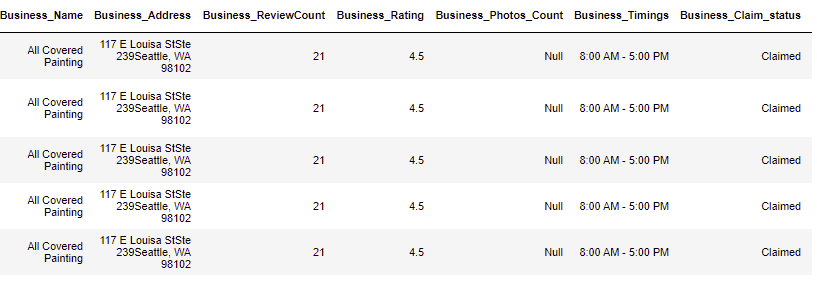 Business_Name Business_Address Business_ReviewCount Business_Rating Business_Photos_Count Business_Timings Business_Claim_status
All Covered Painting 117 E Louisa StSte 239Seattle, WA 98102 21 4.5 Null 8:00 AM - 5:00 PM Claimed
All Covered Painting 117 E Louisa StSte 239Seattle, WA 98102 21 4.5 Null 8:00 AM - 5:00 PM Claimed
All Covered Painting 117 E Louisa StSte 239Seattle, WA 98102 21 4.5 Null 8:00 AM - 5:00 PM Claimed
All Covered Painting 117 E Louisa StSte 239Seattle, WA 98102 21 4.5 Null 8:00 AM - 5:00 PM Claimed
All Covered Painting 117 E Louisa StSte 239Seattle, WA 98102 21 4.5 Null 8:00 AM - 5:00 PM Claimed